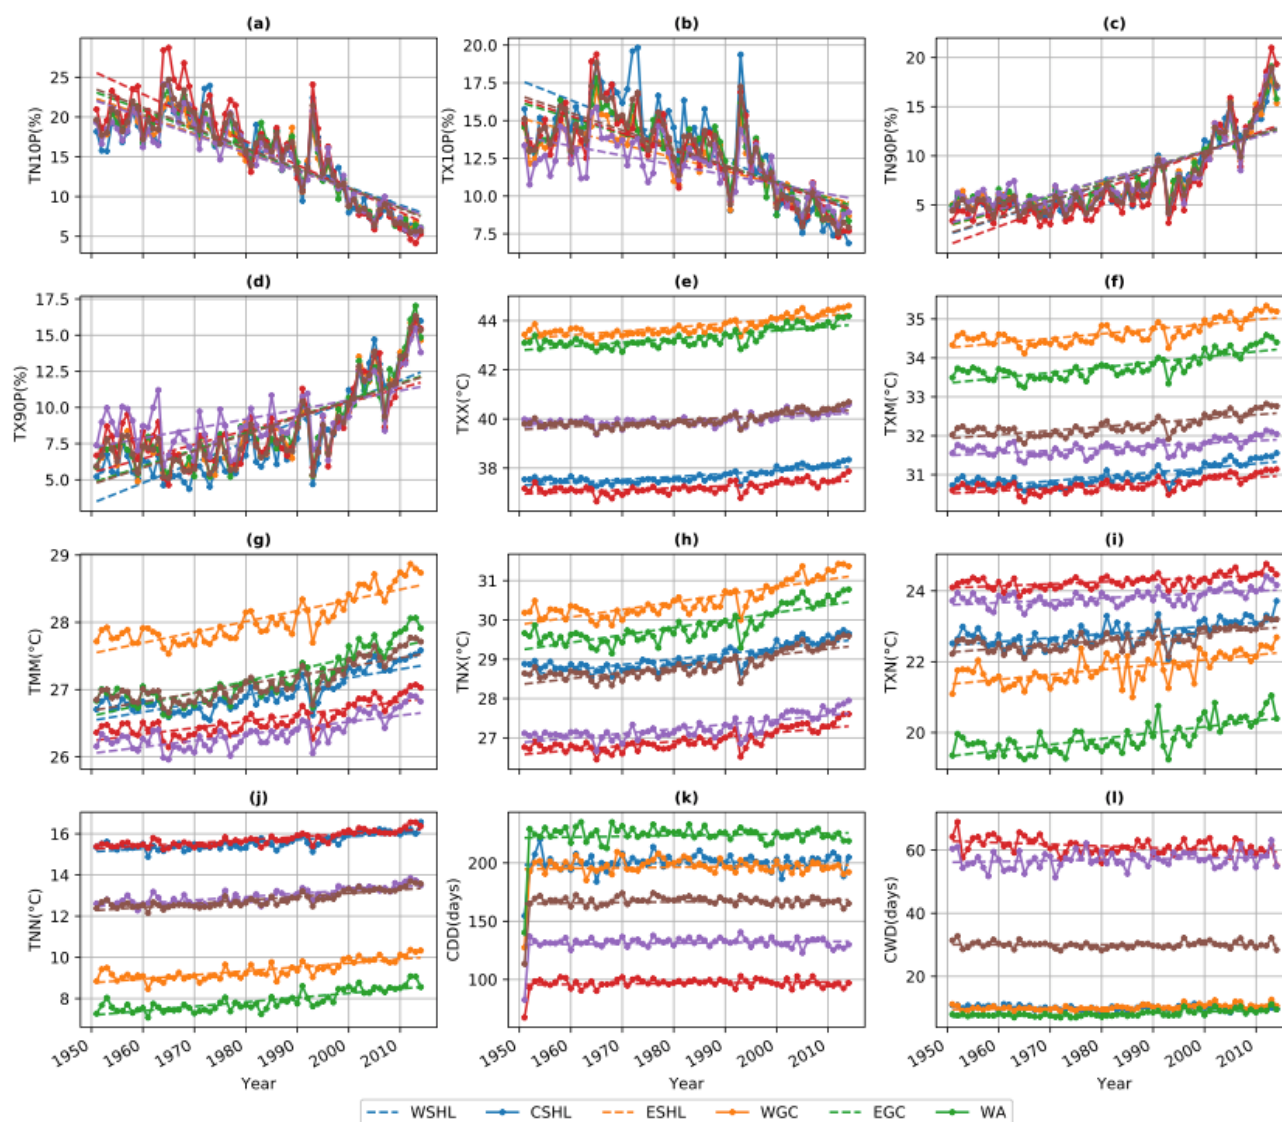 (a) (b) (c)
TN10P(%)
25
20
15
10
5
TX10P(%)
20.0
17.5
15.0
12.5
10.0
7.5
TN90P(%)
20
15
10
5
(d) (e) (f)
TX90P(%)
17.5
15.0
12.5
10.0
7.5
5.0
TXX(°C)
44
42
40
38
TXM(°C)
35
34
33
32
31
(g) (h) (i)
TMM(°C)
29
28
27
26
TNX(°C)
31
30
29
28
27
TXN(°C)
24
22
20
(j) (k) (l)
TNN(°C)
16
14
12
10
8
CDD(days)
200
150
100
CWD(days)
60
40
20
1950 1960 1970 1980 1990 2000 2010
1950 1960 1970 1980 1990 2000 2010
1950 1960 1970 1980 1990 2000 2010
Year Year Year
WSHL CSHL ESHL WGC EGC WA